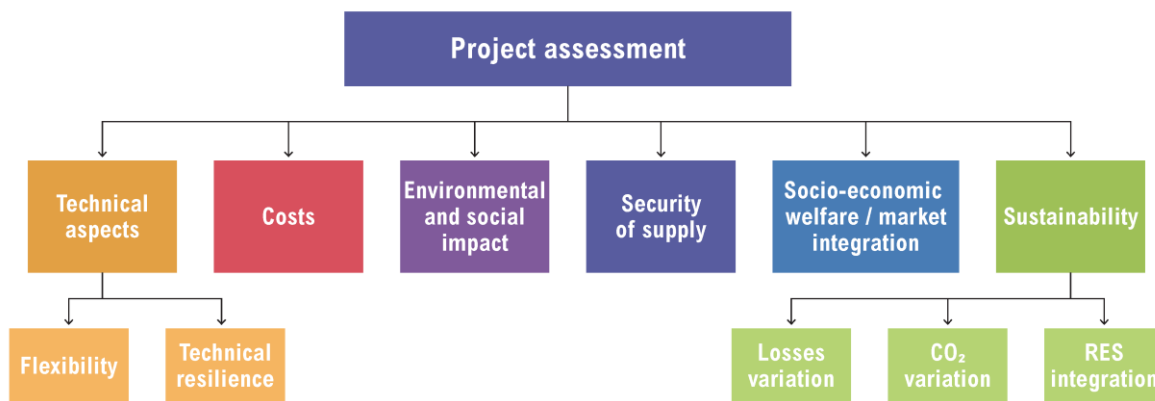 Project assessment
Technical
aspects
Costs
Environmental
and social
impact
Security
of supply
Socio-economic
welfare / market
integration
Sustainability
Flexibility
Technical
resilience
Losses
variation
CO₂
variation
RES
integration